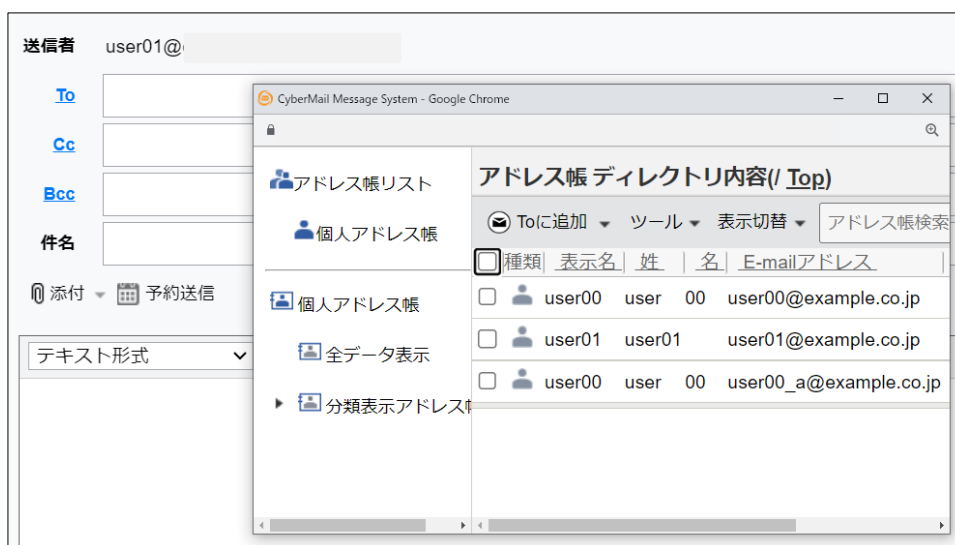 送信者 user01@
To
Cc
Bcc
件名
添付 予約送信
テキスト形式
CyberMail Message System - Google Chrome
アドレス帳リスト
個人アドレス帳
個人アドレス帳
全データ表示
分類表示アドレス帳
アドレス帳 ディレクトリ内容(/ Top)
Toに追加 ツール 表示切替 アドレス帳検索
種類 表示名 姓 名 E-mailアドレス
user00 user 00 user00@example.co.jp
user01 user01 user01@example.co.jp
user00 user 00 user00_a@example.co.jp